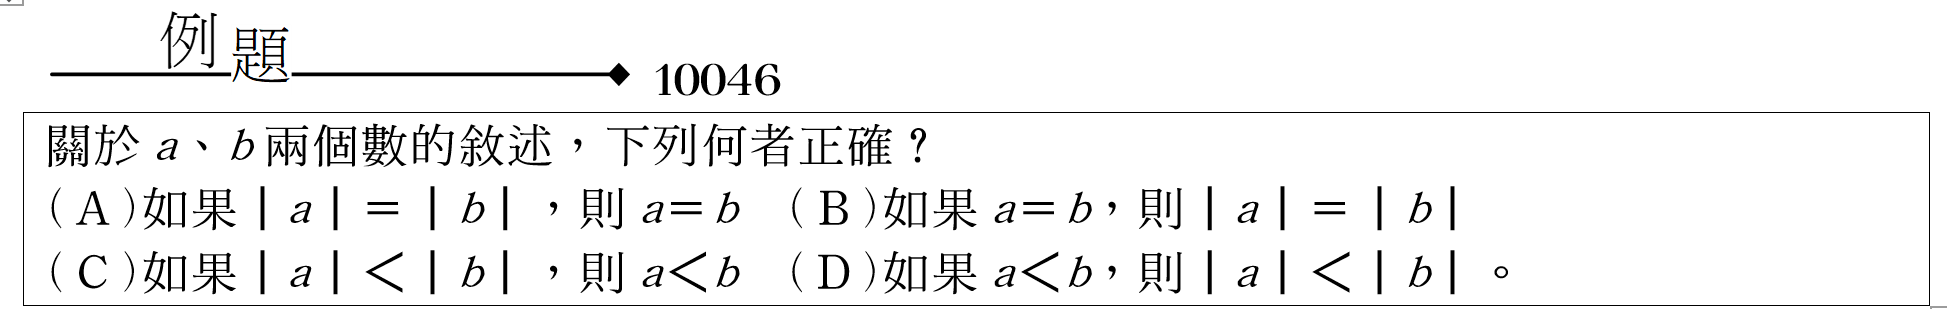 例題 10046
關於 a、b 兩個數的敘述，下列何者正確？
（A）如果｜a｜＝｜b｜，則 a＝b （B）如果 a＝b，則｜a｜＝｜b｜
（C）如果｜a｜＜｜b｜，則 a＜b （D）如果 a＜b，則｜a｜＜｜b｜。